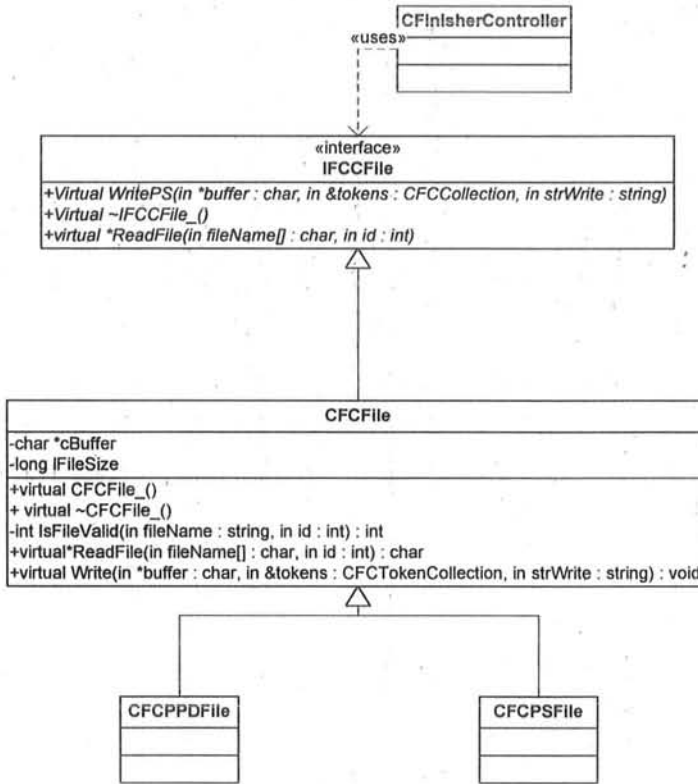 CFinisherController
«uses»
«interface»
IFCCFile
+Virtual WritePS(in *buffer : char, in &tokens : CFCCollection, in strWrite : string)
+Virtual ~IFCCFile_()
+virtual *ReadFile(in fileName[] : char, in id : int)
CFCFile
-char *cBuffer
-long lFileSize
+virtual CFCFile_()
+ virtual ~CFCFile_()
-int IsFileValid(in fileName : string, in id : int) : int
+virtual*ReadFile(in fileName[] : char, in id : int) : char
+virtual Write(in *buffer : char, in &tokens : CFCTokenCollection, in strWrite : string) : void
CFCPPDFile
CFCPSFile